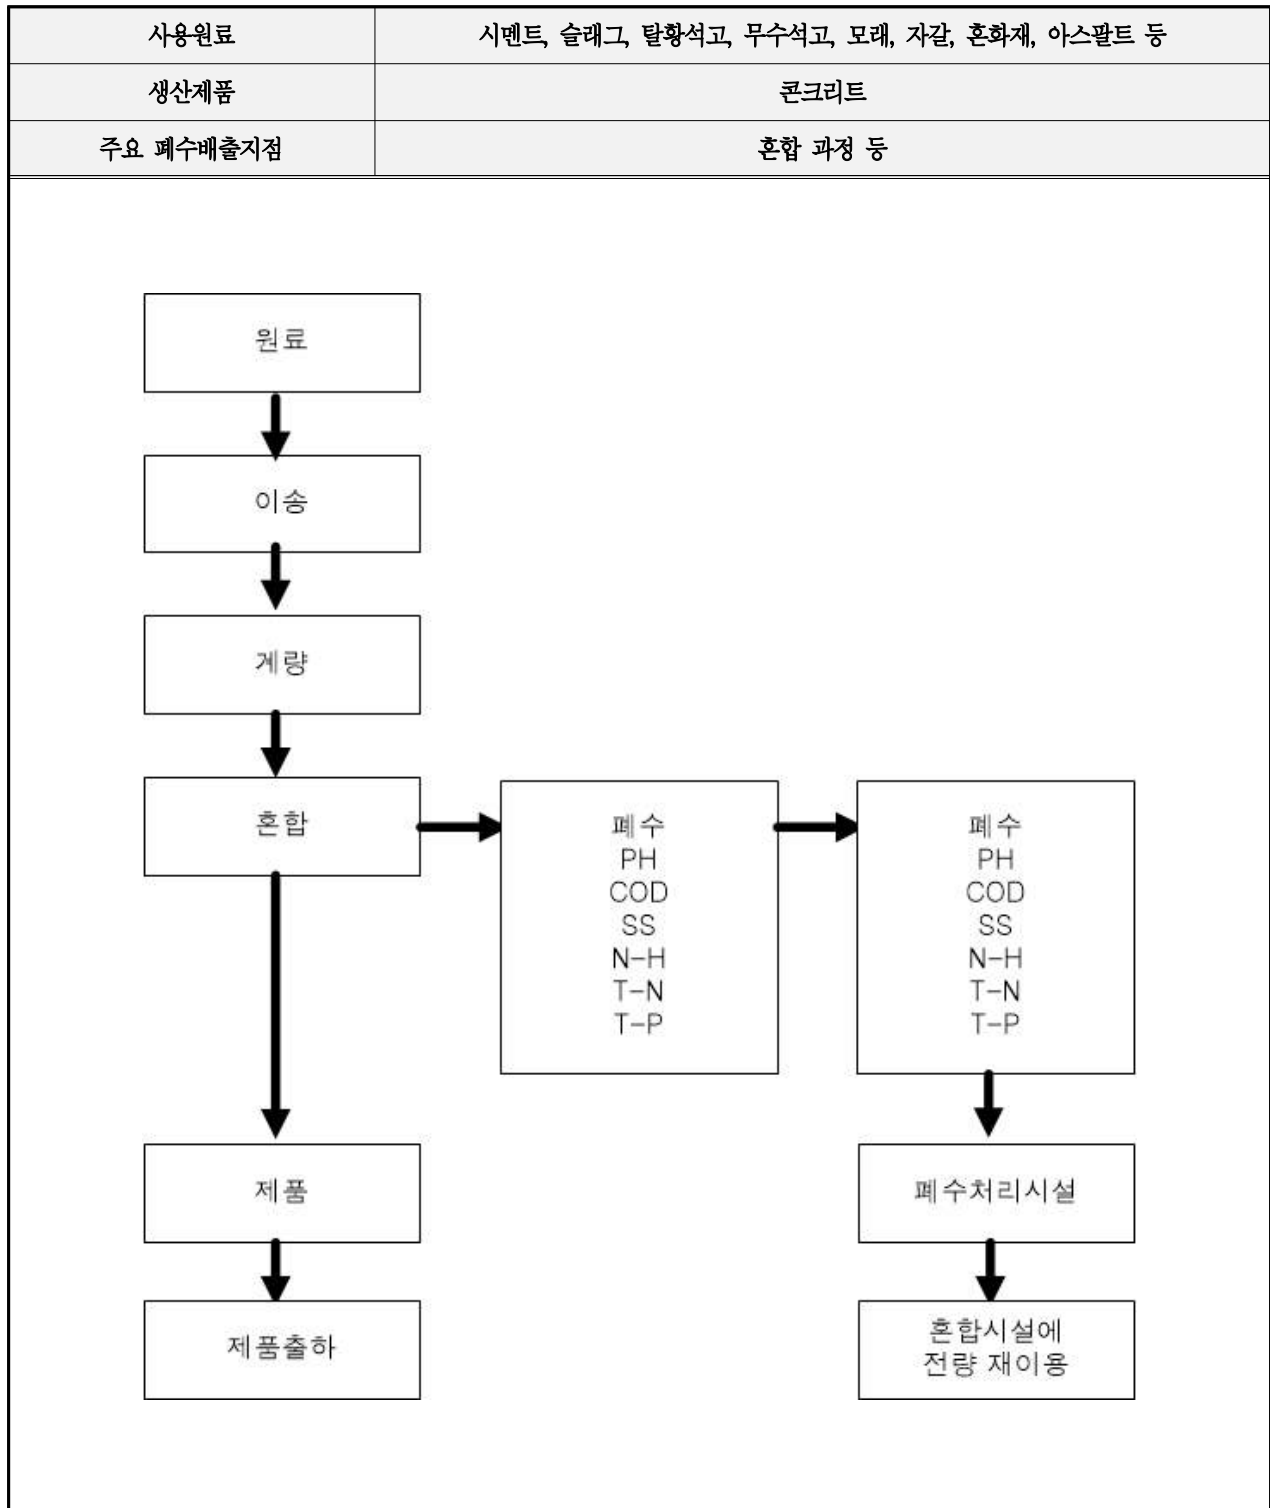 사용원료 시멘트, 슬래그, 탈황석고, 무수석고, 모래, 자갈, 혼화재, 아스팔트 등
생산제품 콘크리트
주요 폐수배출지점 혼합 과정 등
원료
이송
계량
혼합
폐수
PH
COD
SS
N-H
T-N
T-P
폐수
PH
COD
SS
N-H
T-N
T-P
제품
폐수처리시설
제품출하
혼합시설에
전량 재이용